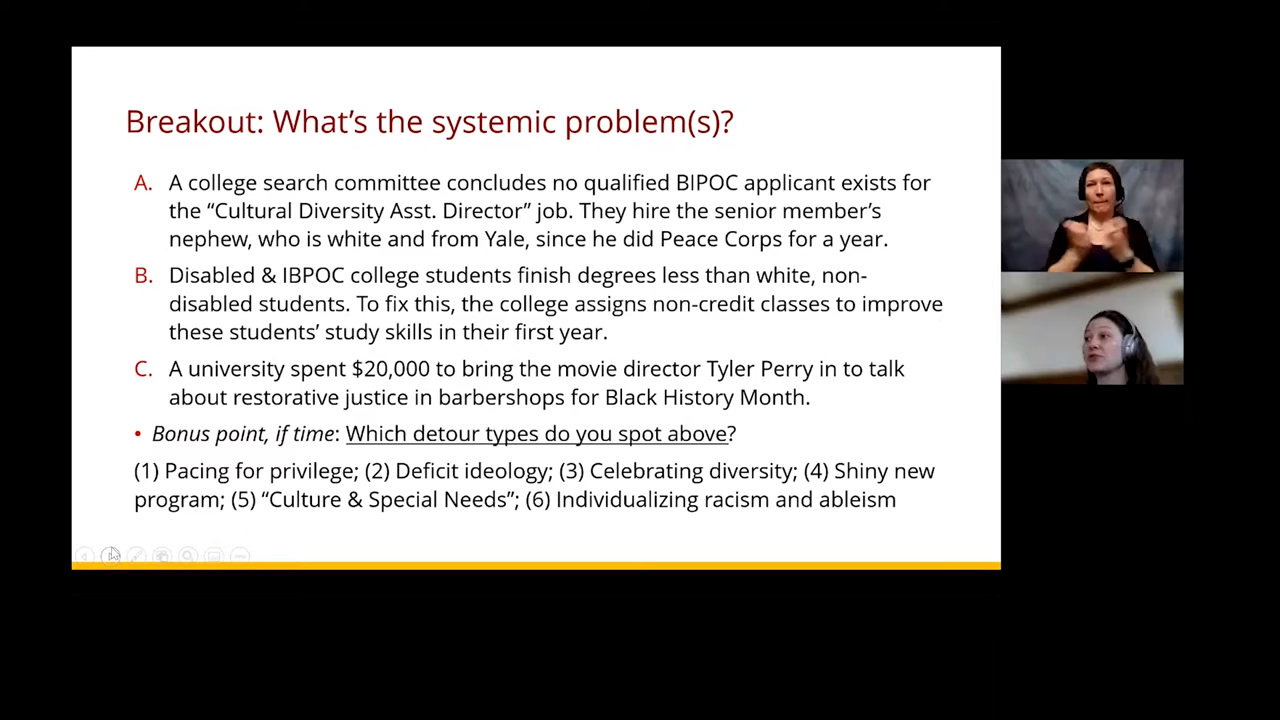 Breakout: What's the systemic problem(s)?
A. A college search committee concludes no qualified BIPOC applicant exists for
the “Cultural Diversity Asst. Director” job. They hire the senior member's
nephew, who is white and from Yale, since he did Peace Corps for a year.
B. Disabled & IBPOC college students finish degrees less than white, non-
disabled students. To fix this, the college assigns non-credit classes to improve
these students' study skills in their first year.
C. A university spent $20,000 to bring the movie director Tyler Perry in to talk
about restorative justice in barbershops for Black History Month.
• Bonus point, if time: Which detour types do you spot above?
(1) Pacing for privilege; (2) Deficit ideology; (3) Celebrating diversity; (4) Shiny new
program; (5) “Culture & Special Needs”; (6) Individualizing racism and ableism